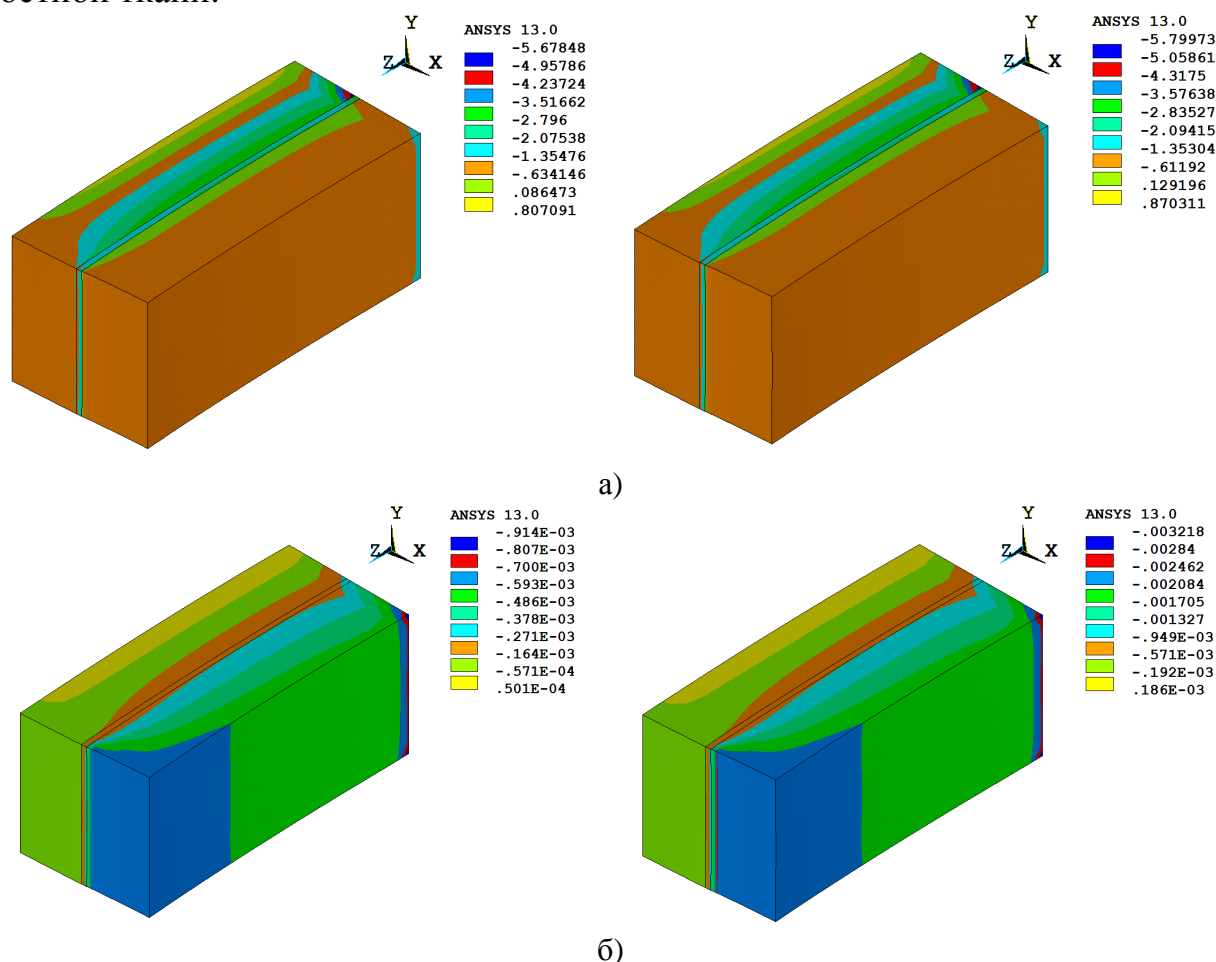 Y
Z X
ANSYS 13.0
-5.67848
-4.95786
-4.23724
-3.51662
-2.796
-2.07538
-1.35476
-.634146
.086473
.807091
Y
Z X
ANSYS 13.0
-5.79973
-5.05861
-4.3175
-3.57638
-2.83527
-2.09415
-1.35304
-.61192
.129196
.870311
а)
Y
Z X
ANSYS 13.0
-.914E-03
-.807E-03
-.700E-03
-.593E-03
-.486E-03
-.378E-03
-.271E-03
-.164E-03
-.571E-04
.501E-04
Y
Z X
ANSYS 13.0
-.003218
-.00284
-.002462
-.002084
-.001705
-.001327
-.949E-03
-.571E-03
-.192E-03
.186E-03
б)